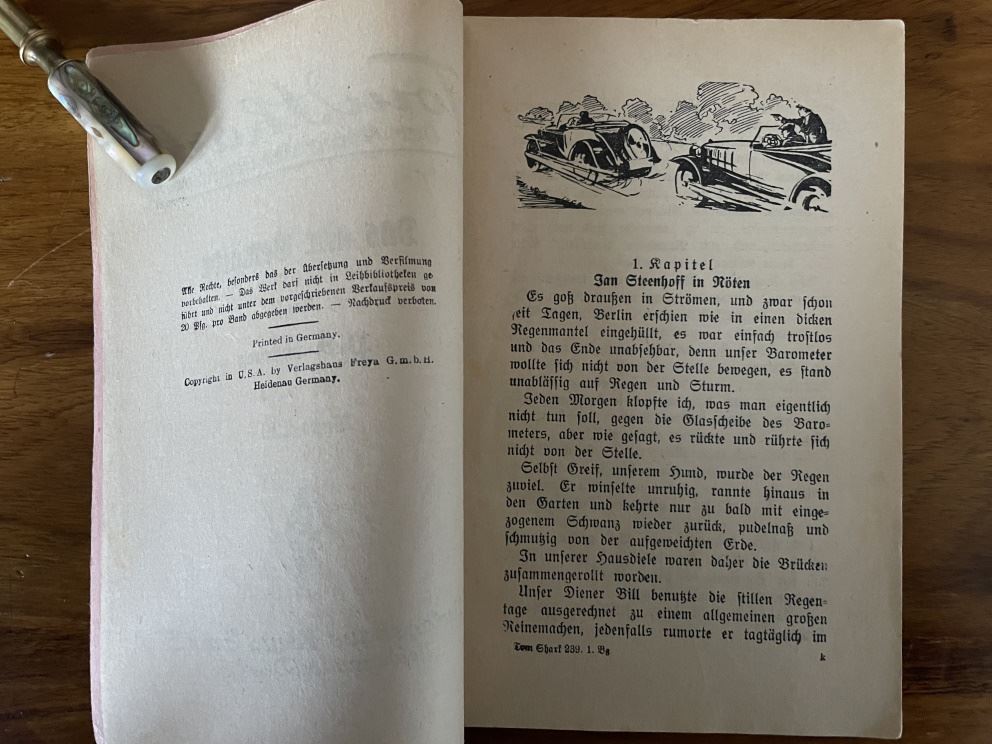 Alle Rechte, besonders das der Übersetzung und Verfilmung
vorbehalten. — Das Werk darf nicht in Leihbibliotheken ge
führt und nicht unter dem vorgeschriebenen Verkaufspreis von
20 Pfg. pro Band abgegeben werden. — Nachdruck verboten.
Printed in Germany.
Copyright in U.S.A. by Verlagshaus Freya G.m.b.H.
Heidenau Germany.
1. Kapitel
Jan Steenhoff in Nöten
Es goß draußen in Strömen, und zwar schon
seit Tagen, Berlin erschien wie in einen dicken
Regenmantel eingehüllt, es war einfach trostlos
und das Ende unabsehbar, denn unser Barometer
wollte sich nicht von der Stelle bewegen, es stand
unablässig auf Regen und Sturm.
Jeden Morgen klopfte ich, was man eigentlich
nicht tun soll, gegen die Glasscheibe des Baro-
meters, aber wie gesagt, es rückte und rührte sich
nicht von der Stelle.
Selbst Greif, unserem Hund, wurde der Regen
zuviel. Er winselte unruhig, rannte hinaus in
den Garten und kehrte nur zu bald mit einge-
zogenem Schwanz wieder zurück, pudelnaß und
schmutzig von der aufgeweichten Erde.
In unserer Hausdiele waren daher die Brücken
zusammengerollt worden.
Unser Diener Bill benutzte die stillen Regen-
tage ausgerechnet zu einem allgemeinen großen
Reinemachen, jedenfalls rumorte er tagtäglich im
Tom Shark 239. 1. Bg
k